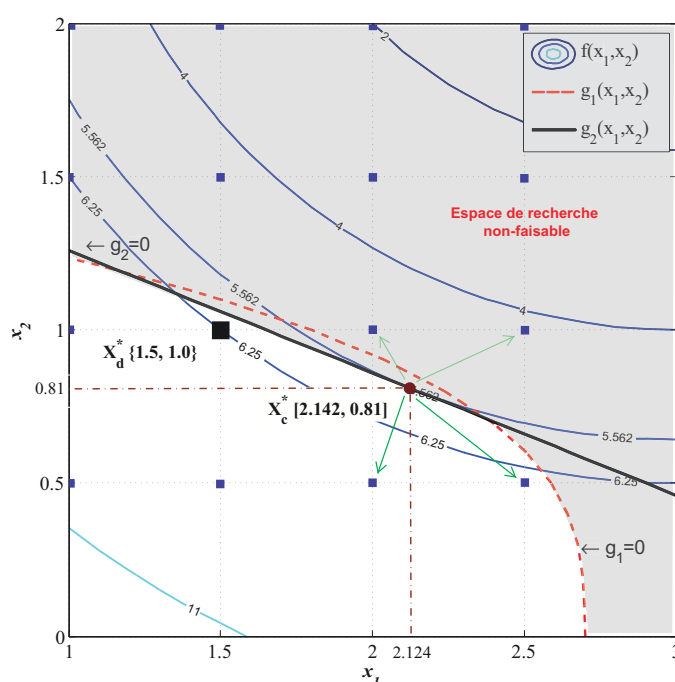 2
1.5
1
0.81
0.5
0
x2
1
1.5
2
2.124
2.5
3
x1
f(x1,x2)
g1(x1,x2)
g2(x1,x2)
2
4
4
4
5.562
5.562
.562
5.562
6.25
6.25
6.25
6.25
11
Espace de recherche
non-faisable
← g2=0
← g1=0
X*d {1.5, 1.0}
X*c [2.142, 0.81]